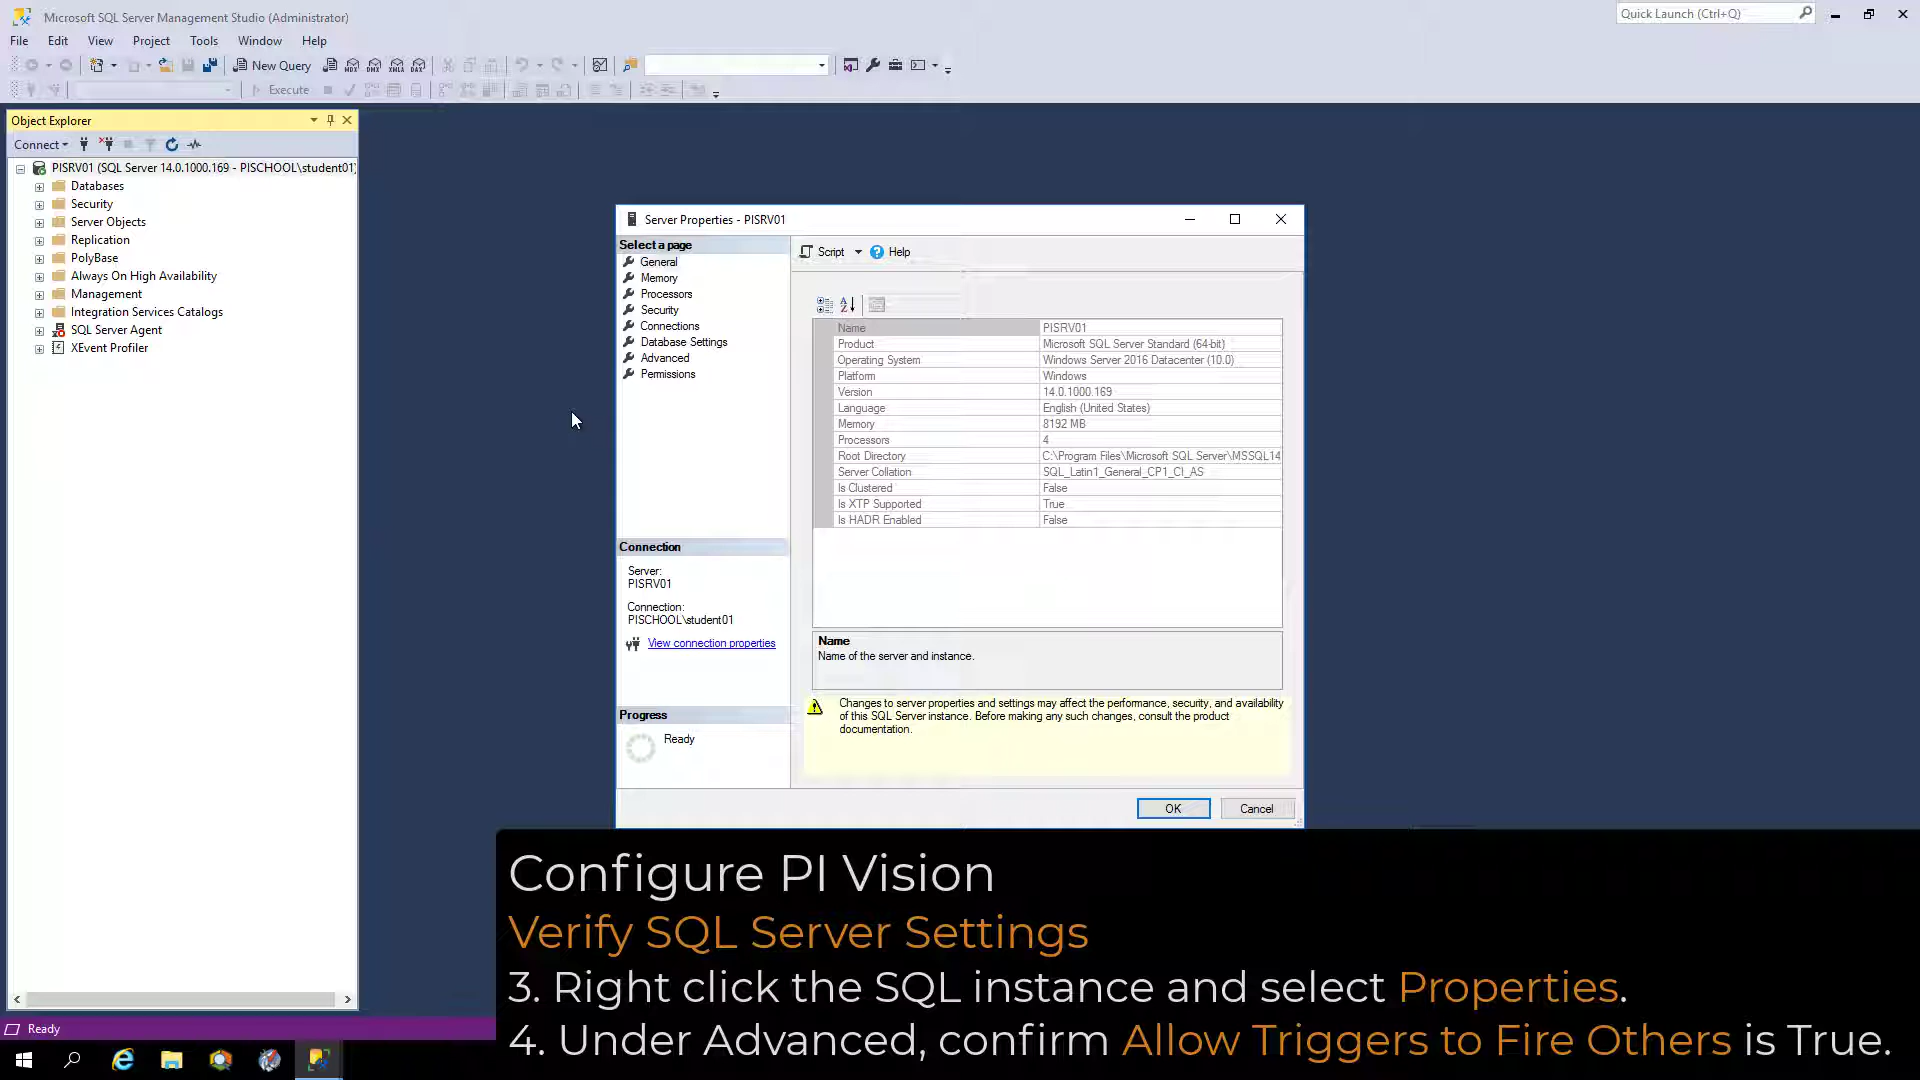 Microsoft SQL Server Management Studio (Administrator)
Quick Launch (Ctrl+Q)
File Edit View Project Tools Window Help
New Query
Execute
Object Explorer
Connect
PISRV01 (SQL Server 14.0.1000.169 - PISCHOOL\student01)
Databases
Security
Server Objects
Replication
PolyBase
Always On High Availability
Management
Integration Services Catalogs
SQL Server Agent
XEvent Profiler
Server Properties - PISRV01
Select a page
General
Memory
Processors
Security
Connections
Database Settings
Advanced
Permissions
Connection
Server:
PISRV01
Connection:
PISCHOOL\student01
View connection properties
Progress
Ready
Script Help
Name PISRV01
Product Microsoft SQL Server Standard (64-bit)
Operating System Windows Server 2016 Datacenter (10.0)
Platform Windows
Version 14.0.1000.169
Language English (United States)
Memory 8192 MB
Processors 4
Root Directory C:\Program Files\Microsoft SQL Server\MSSQL14
Server Collation SQL_Latin1_General_CP1_CI_AS
Is Clustered False
Is XTP Supported True
Is HADR Enabled False
Name
Name of the server and instance.
Changes to server properties and settings may affect the performance, security, and availability
of this SQL Server instance. Before making any such changes, consult the product
documentation.
OK Cancel
Configure PI Vision
Verify SQL Server Settings
3. Right click the SQL instance and select Properties.
4. Under Advanced, confirm Allow Triggers to Fire Others is True.
Ready